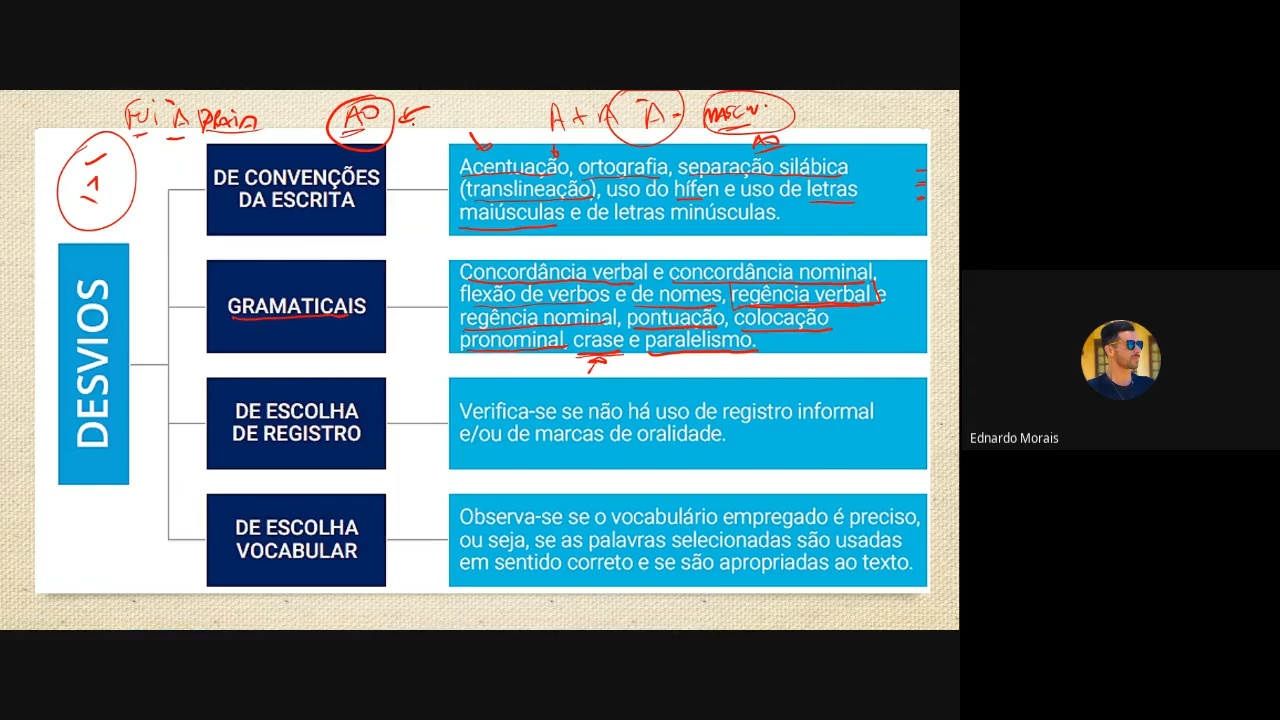 Fui À PRAIA
AO
A + A À - MASCU.
AO
DESVIOS
DE CONVENÇÕES
DA ESCRITA
Acentuação, ortografia, separação silábica
(translineação), uso do hífen e uso de letras
maiúsculas e de letras minúsculas.
GRAMATICAIS
Concordância verbal e concordância nominal,
flexão de verbos e de nomes, regência verbal e
regência nominal, pontuação, colocação
pronominal, crase e paralelismo.
DE ESCOLHA
DE REGISTRO
Verifica-se se não há uso de registro informal
e/ou de marcas de oralidade.
DE ESCOLHA
VOCABULAR
Observa-se se o vocabulário empregado é preciso,
ou seja, se as palavras selecionadas são usadas
em sentido correto e se são apropriadas ao texto.
Ednardo Morais